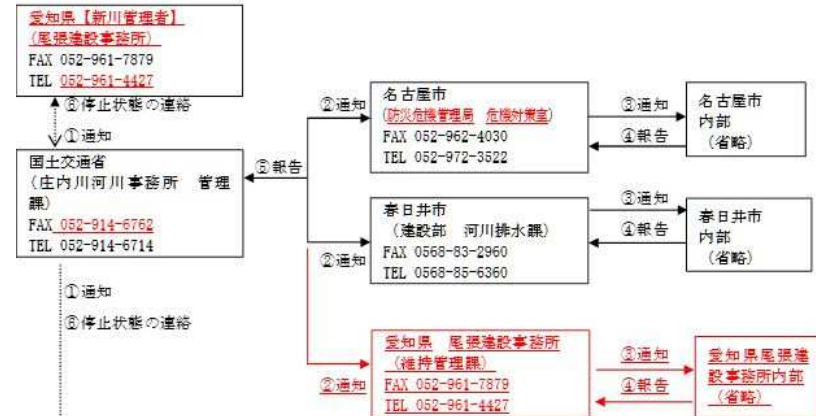 愛知県【新川管理者】
(尾張建設事務所)
FAX 052-961-7879
TEL 052-961-4427
⑥停止状態の連絡
①通知
国土交通省
(庄内川河川事務所 管理
課)
FAX 052-914-6762
TEL 052-914-6714
①通知
⑥停止状態の連絡
⑤報告
②通知
名古屋市
(防災危機管理局 危機対策室)
FAX 052-962-4030
TEL 052-972-3522
③通知
④報告
名古屋市
内部
(省略)
②通知
春日井市
(建設部 河川排水課)
FAX 0568-83-2960
TEL 0568-85-6360
③通知
④報告
春日井市
内部
(省略)
②通知
愛知県 尾張建設事務所
(維持管理課)
FAX 052-961-7879
TEL 052-961-4427
③通知
④報告
愛知県尾張建
設事務所内部
(省略)